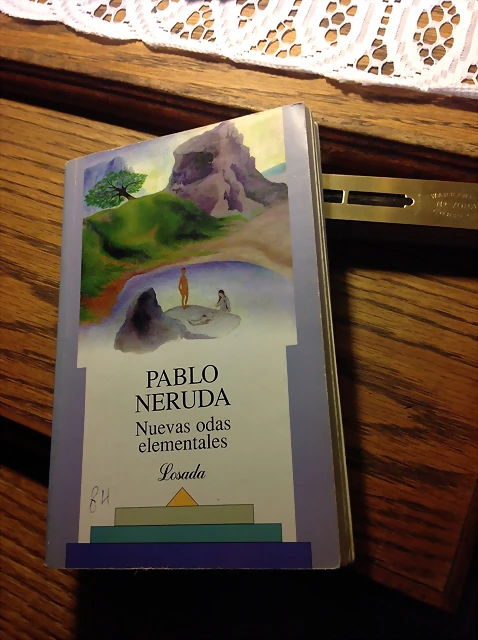 PABLO
NERUDA
Nuevas odas
elementales
Losada
84